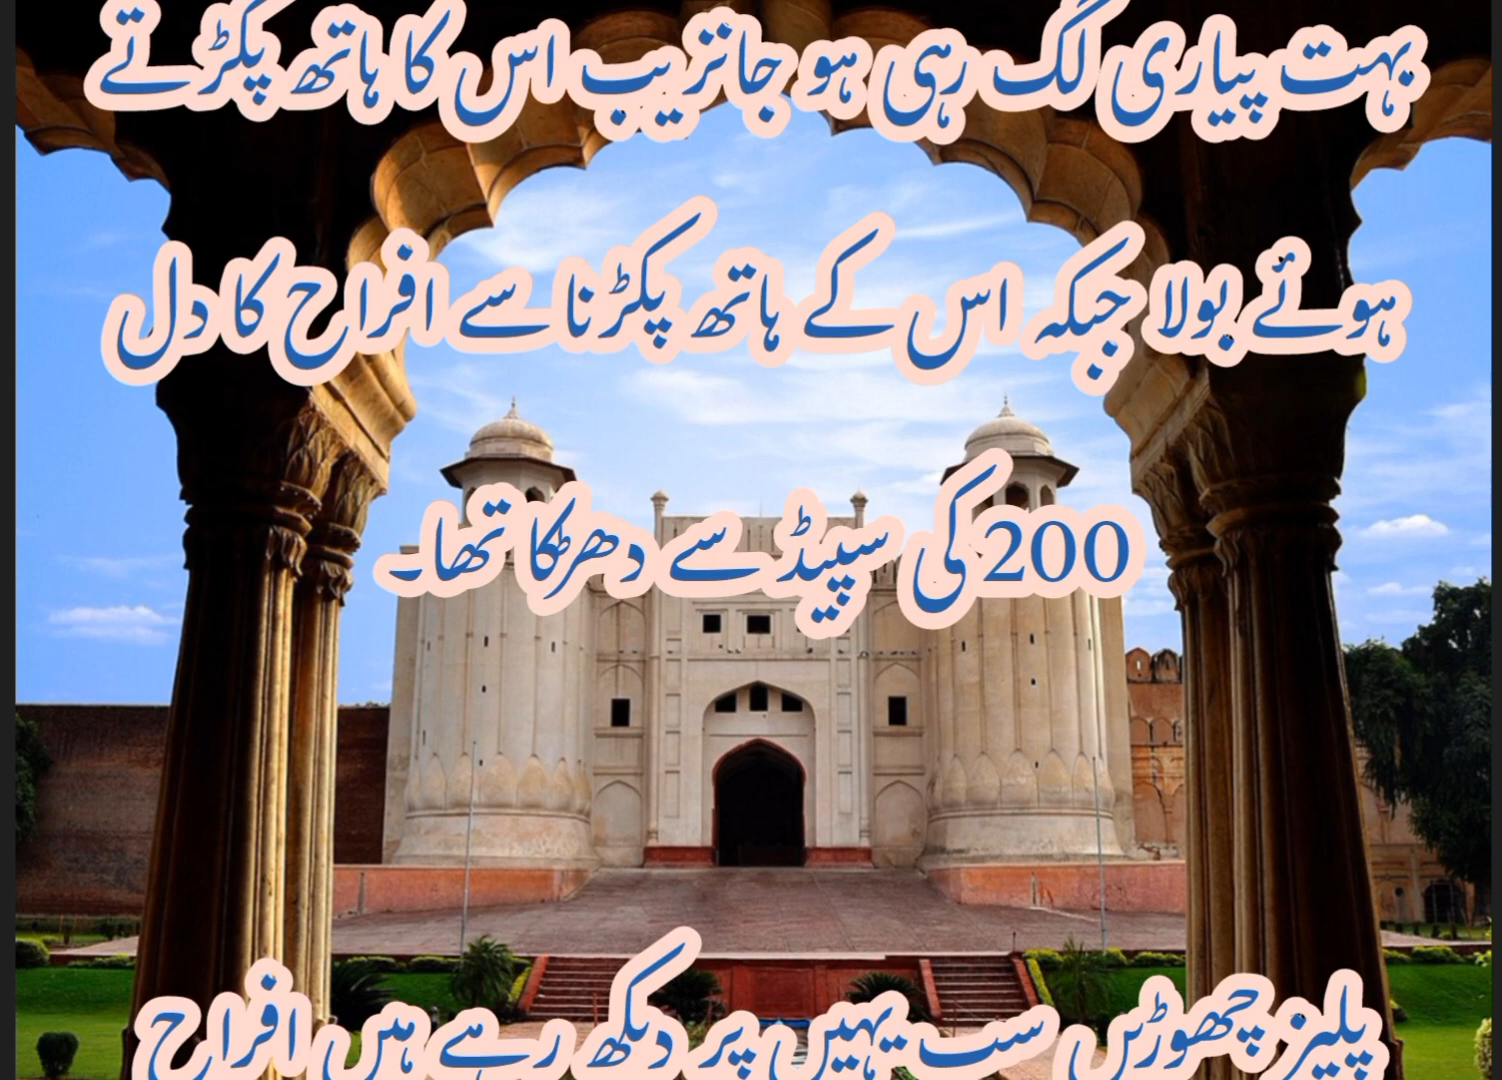 بہت پیاری لگ رہی ہو جانزیب اس کا ہاتھ پکڑتے
ہوئے بولا جبکہ اس کے ہاتھ پکڑنا سے افراح کا دل
200 کی سپیڈ سے دھڑکا تھا۔
پلیز چھوڑیں ست یہیں پر دیکھ رہے ہیں افراح